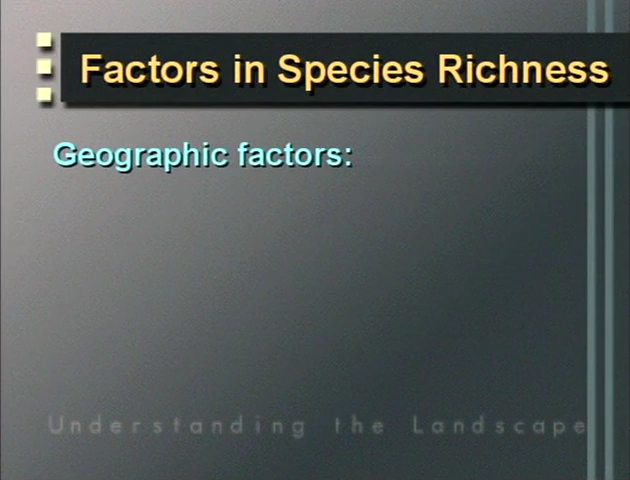 Factors in Species Richness
Geographic factors:
Understanding the Landscape